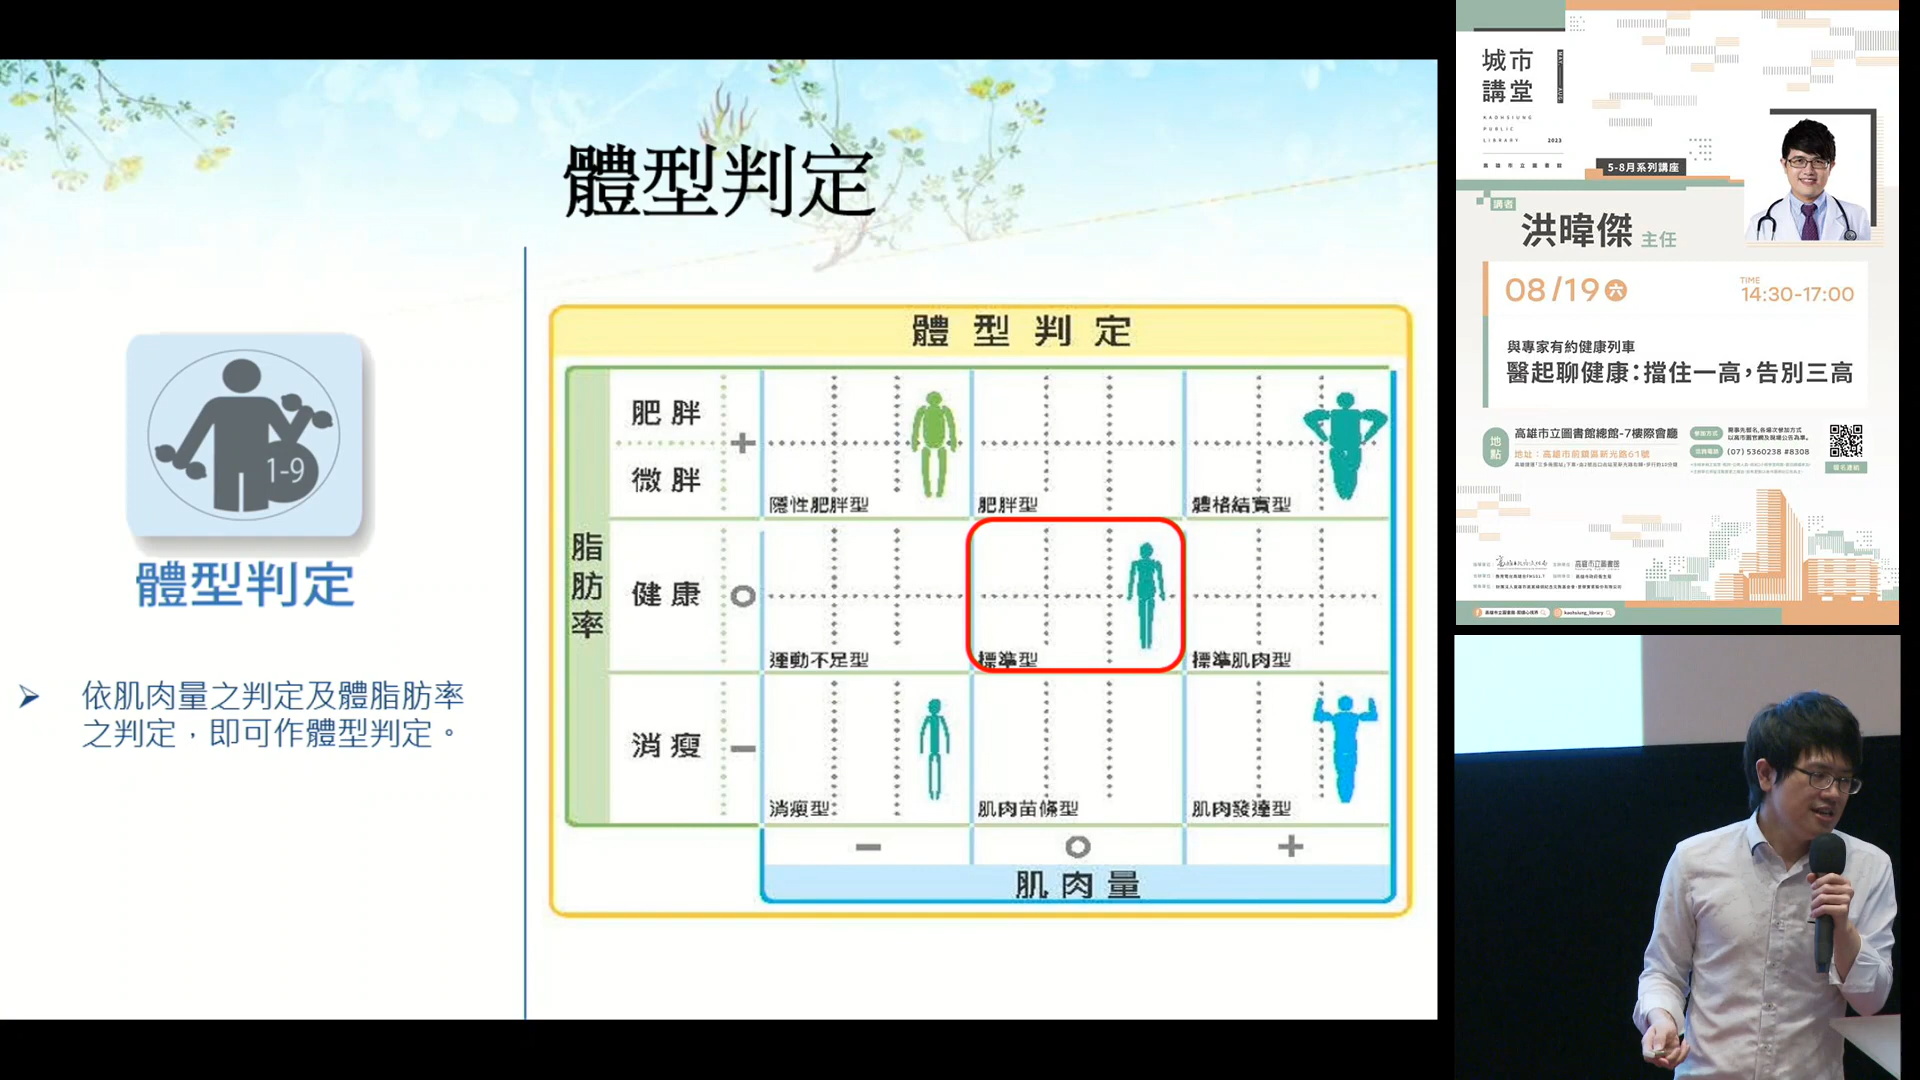 體型判定
1-9
體型判定
依肌肉量之判定及體脂肪率
之判定,即可作體型判定。
體型判定
脂肪率
肥胖
微胖
+
隱性肥胖型
肥胖型
體格結實型
健康
○
運動不足型
標準型
標準肌肉型
消瘦
−
消瘦型
肌肉苗條型
肌肉發達型
− ○ +
肌肉量
城市
講堂
KAOHSIUNG
PUBLIC
LIBRARY 2023
高雄市立圖書館
5-8月系列講座
講者
洪暐傑 主任
08/19 六
TIME
14:30-17:00
與專家有約健康列車
醫起聊健康:擋住一高,告別三高
地點
高雄市立圖書館總館-7樓際會廳
地址:高雄市前鎮區新光路61號
(07) 5360238 #8308
kaohsiung_library